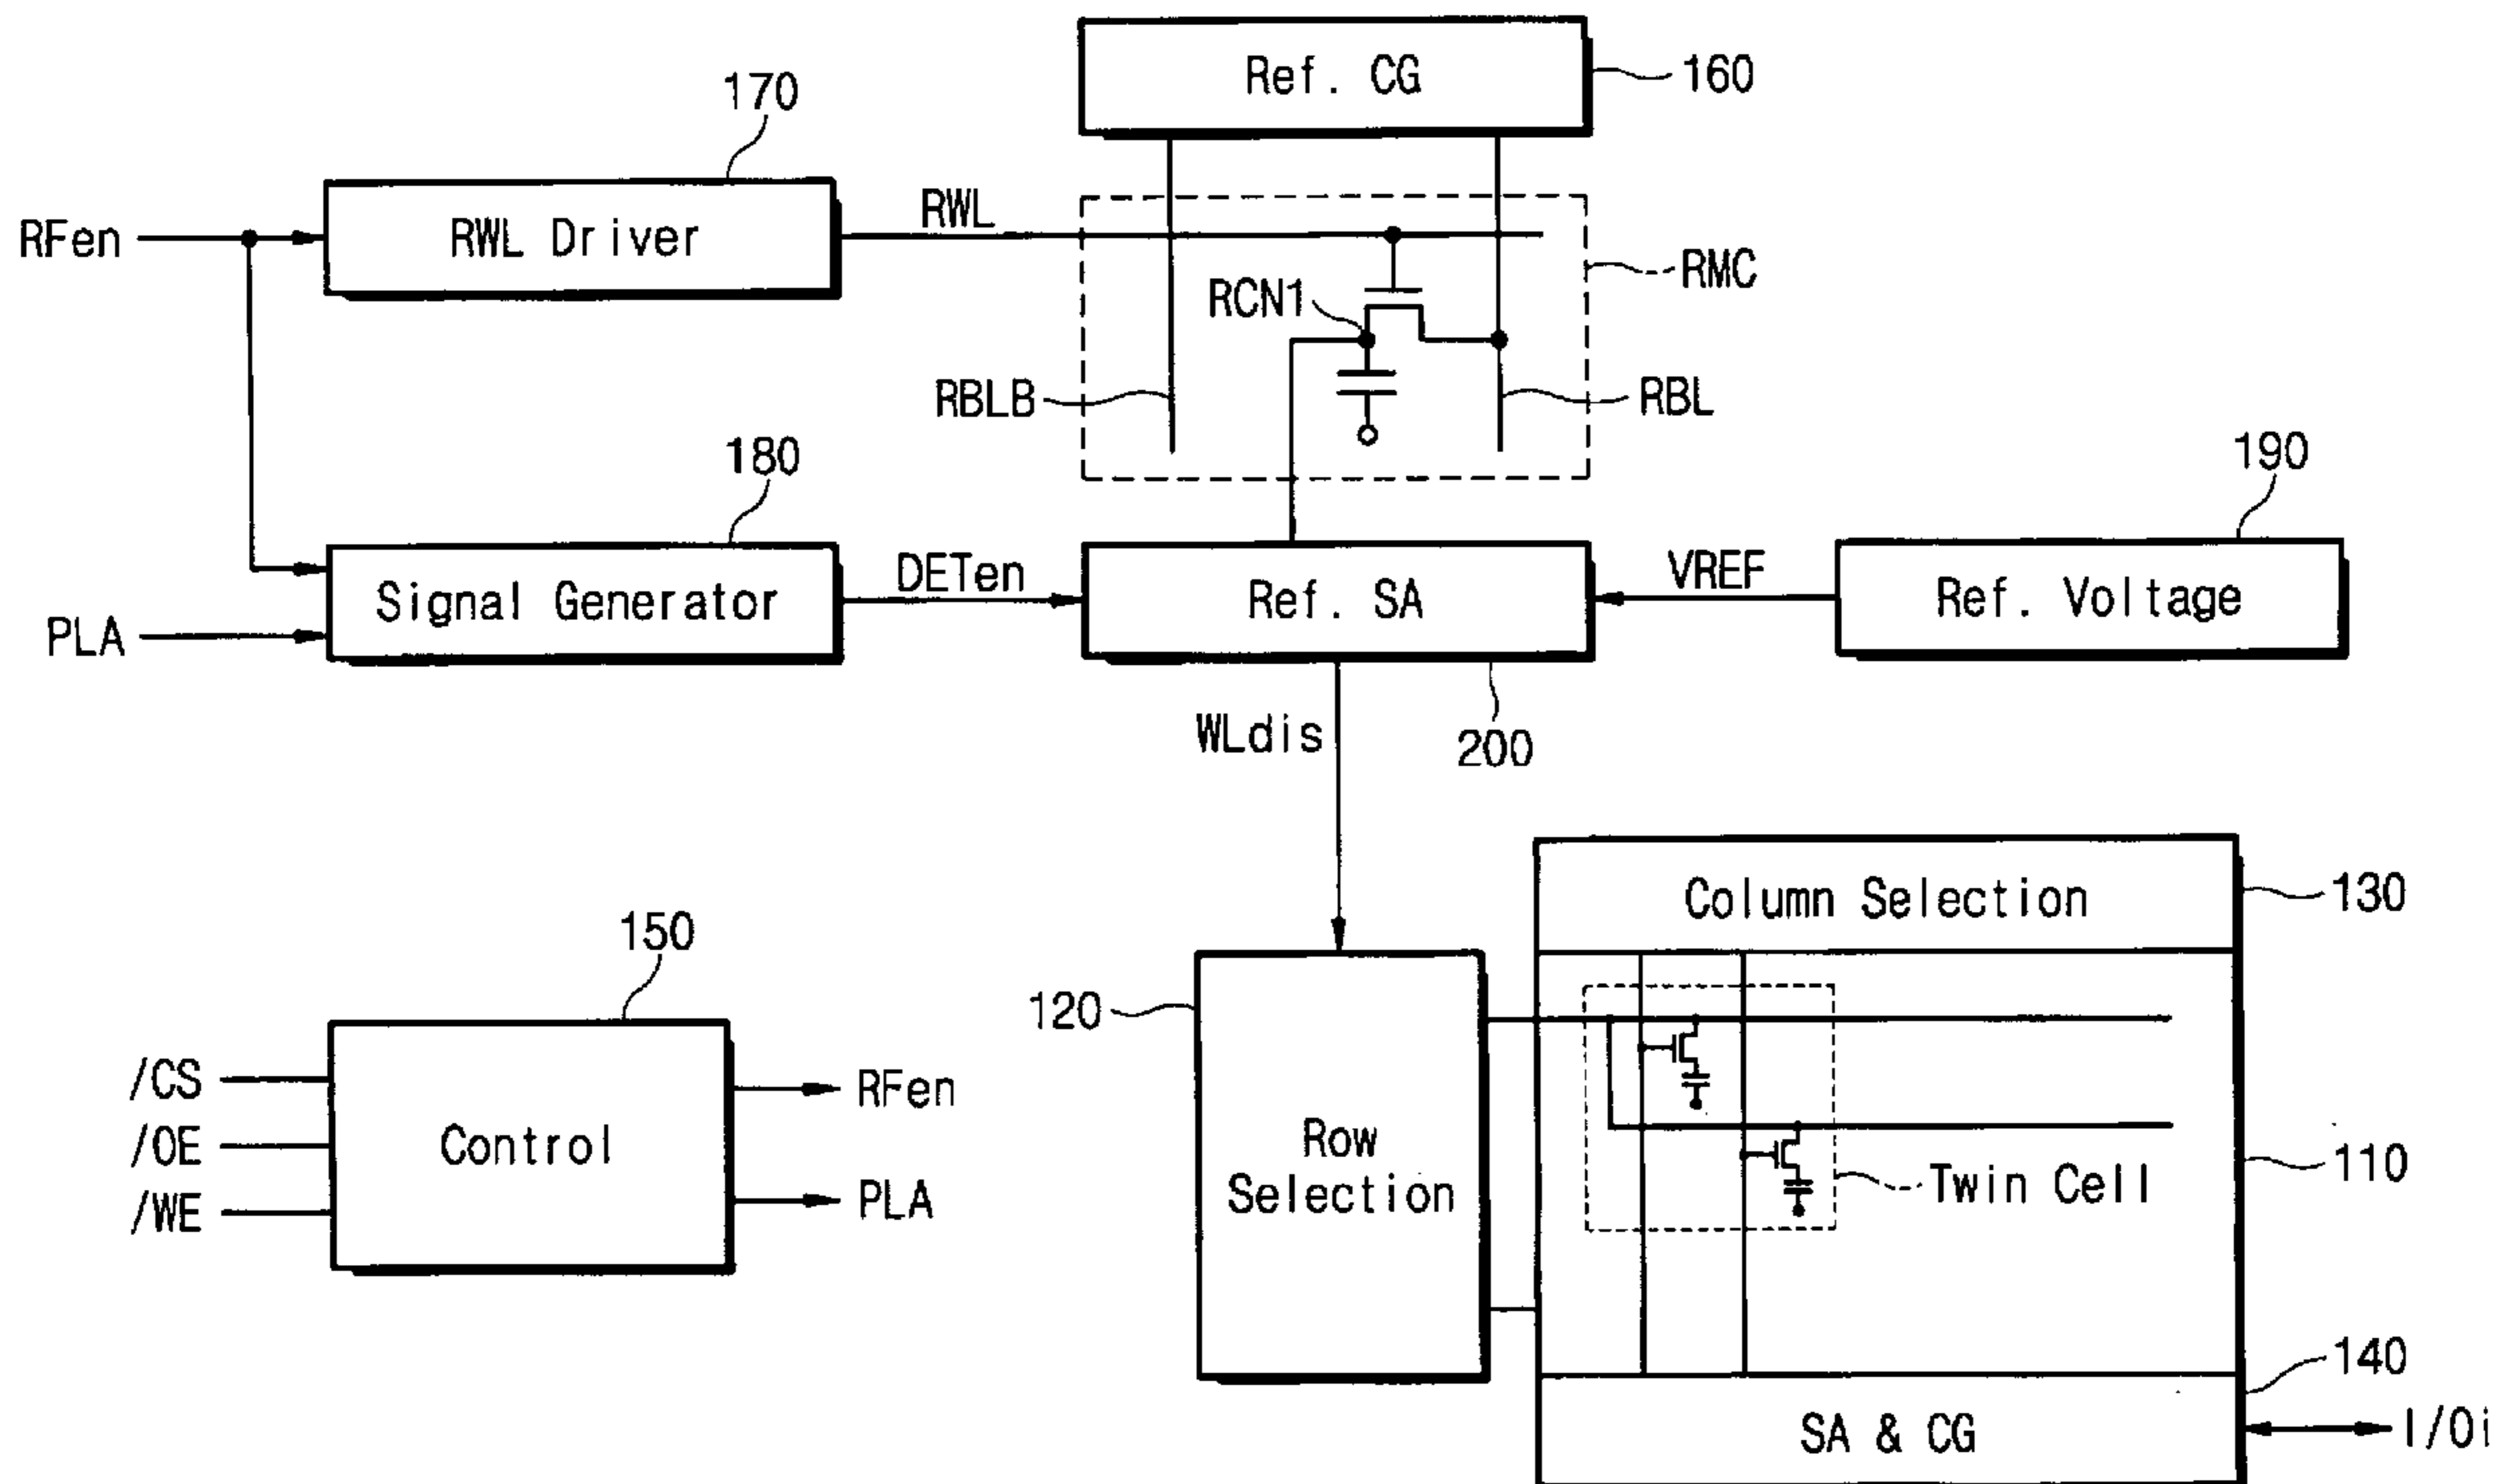 Ref. CG
160
170
RWL Driver
RFen
RWL
RMC
RCN1
RBLB
RBL
180
190
Signal Generator
PLA
DETen
Ref. SA
VREF
Ref. Voltage
WLdis
200
Column Selection
130
150
120
/CS
/OE
/WE
Control
RFen
PLA
Row
Selection
Twin Cell
110
140
SA & CG
I/Oi